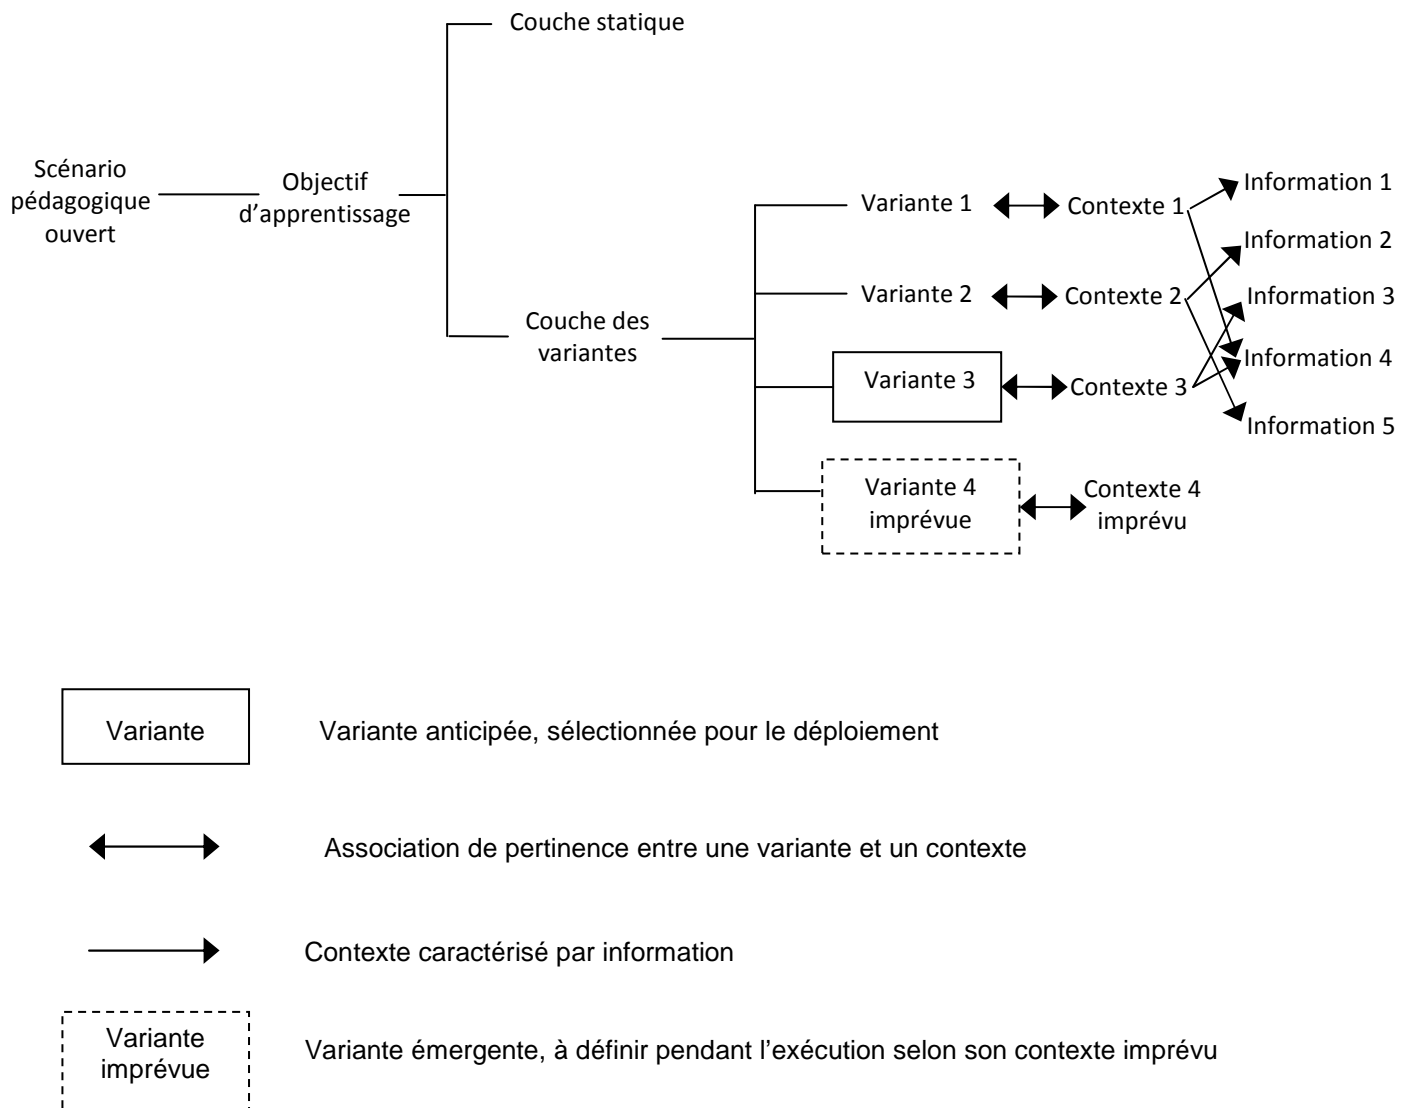 Couche statique
Scénario
pédagogique
ouvert
Objectif
d'apprentissage
Couche des
variantes
Variante 1
Contexte 1
Information 1
Information 2
Variante 2
Contexte 2
Information 3
Information 4
Variante 3
Contexte 3
Information 5
Variante 4
imprévue
Contexte 4
imprévu
Variante
Variante anticipée, sélectionnée pour le déploiement
Association de pertinence entre une variante et un contexte
Contexte caractérisé par information
Variante
imprévue
Variante émergente, à définir pendant l'exécution selon son contexte imprévu